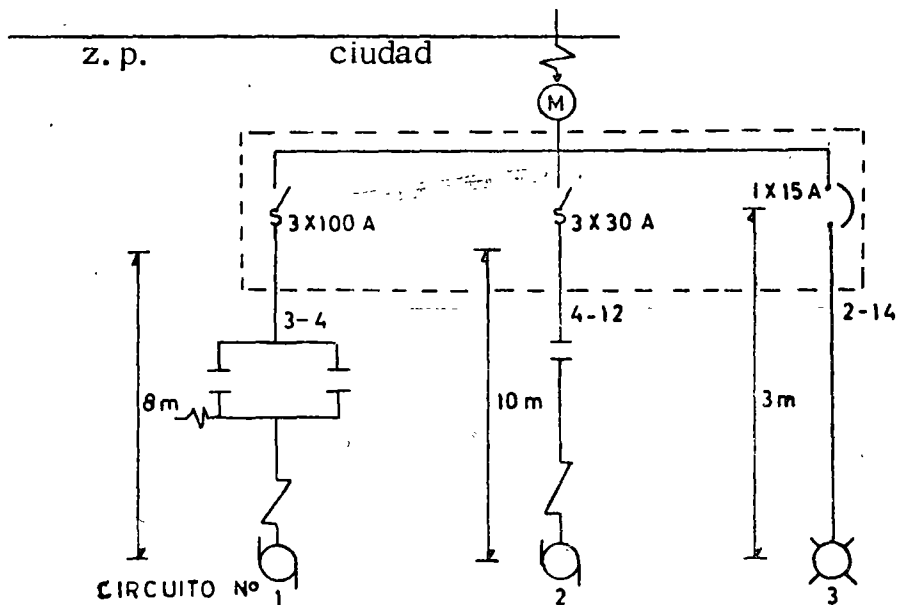 z. p. ciudad
M
3 X 100 A
3 X 30 A
1 X 15 A
3-4
4-12
2-14
8 m
10 m
3 m
CIRCUITO Nº 1 2 3